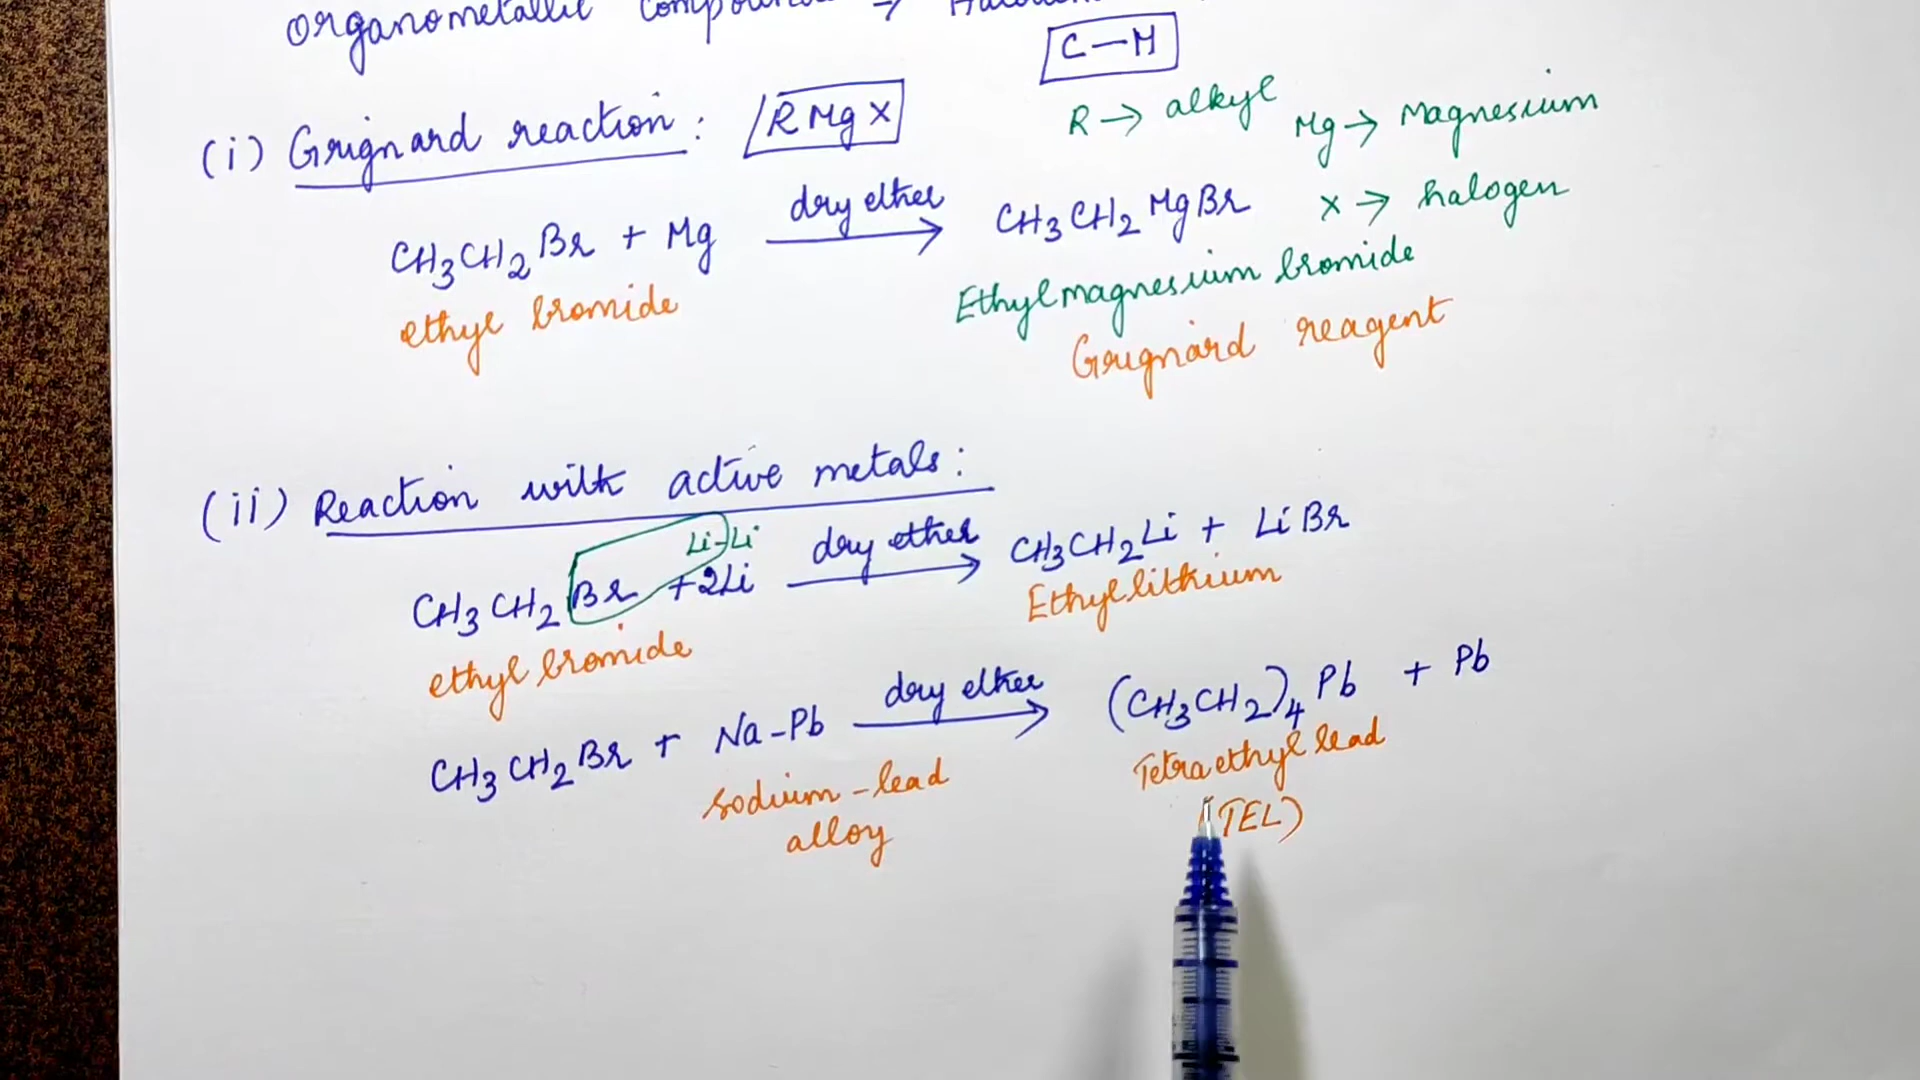 organometallic compounds →
C—M
(i) Grignard reaction: RMgX
R → alkyl Mg → Magnesium
CH3CH2Br + Mg dry ether → CH3CH2MgBr X → halogen
ethyl bromide Ethylmagnesium bromide
Grignard reagent
(ii) Reaction with active metals:
Li-Li
CH3CH2Br +2Li dry ether → CH3CH2Li + LiBr
ethyl bromide Ethyllithium
CH3CH2Br + Na-Pb dry ether → (CH3CH2)4Pb + Pb
sodium-lead Tetraethyl lead
alloy (TEL)